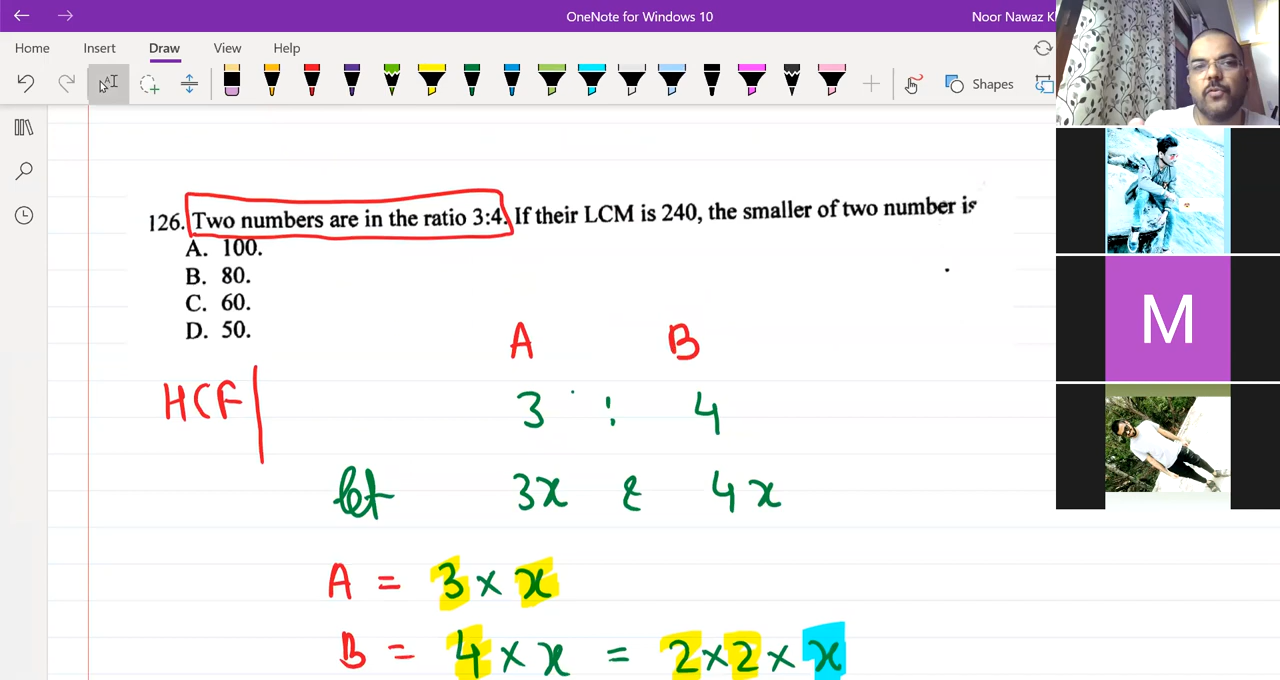 OneNote for Windows 10
Noor Nawaz K
Home Insert Draw View Help
Shapes
126. Two numbers are in the ratio 3:4. If their LCM is 240, the smaller of two number is
A. 100.
B. 80.
C. 60.
D. 50.
A B
HCF
3 : 4
let 3x & 4x
A = 3 × x
B = 4 × x = 2 × 2 × x
M